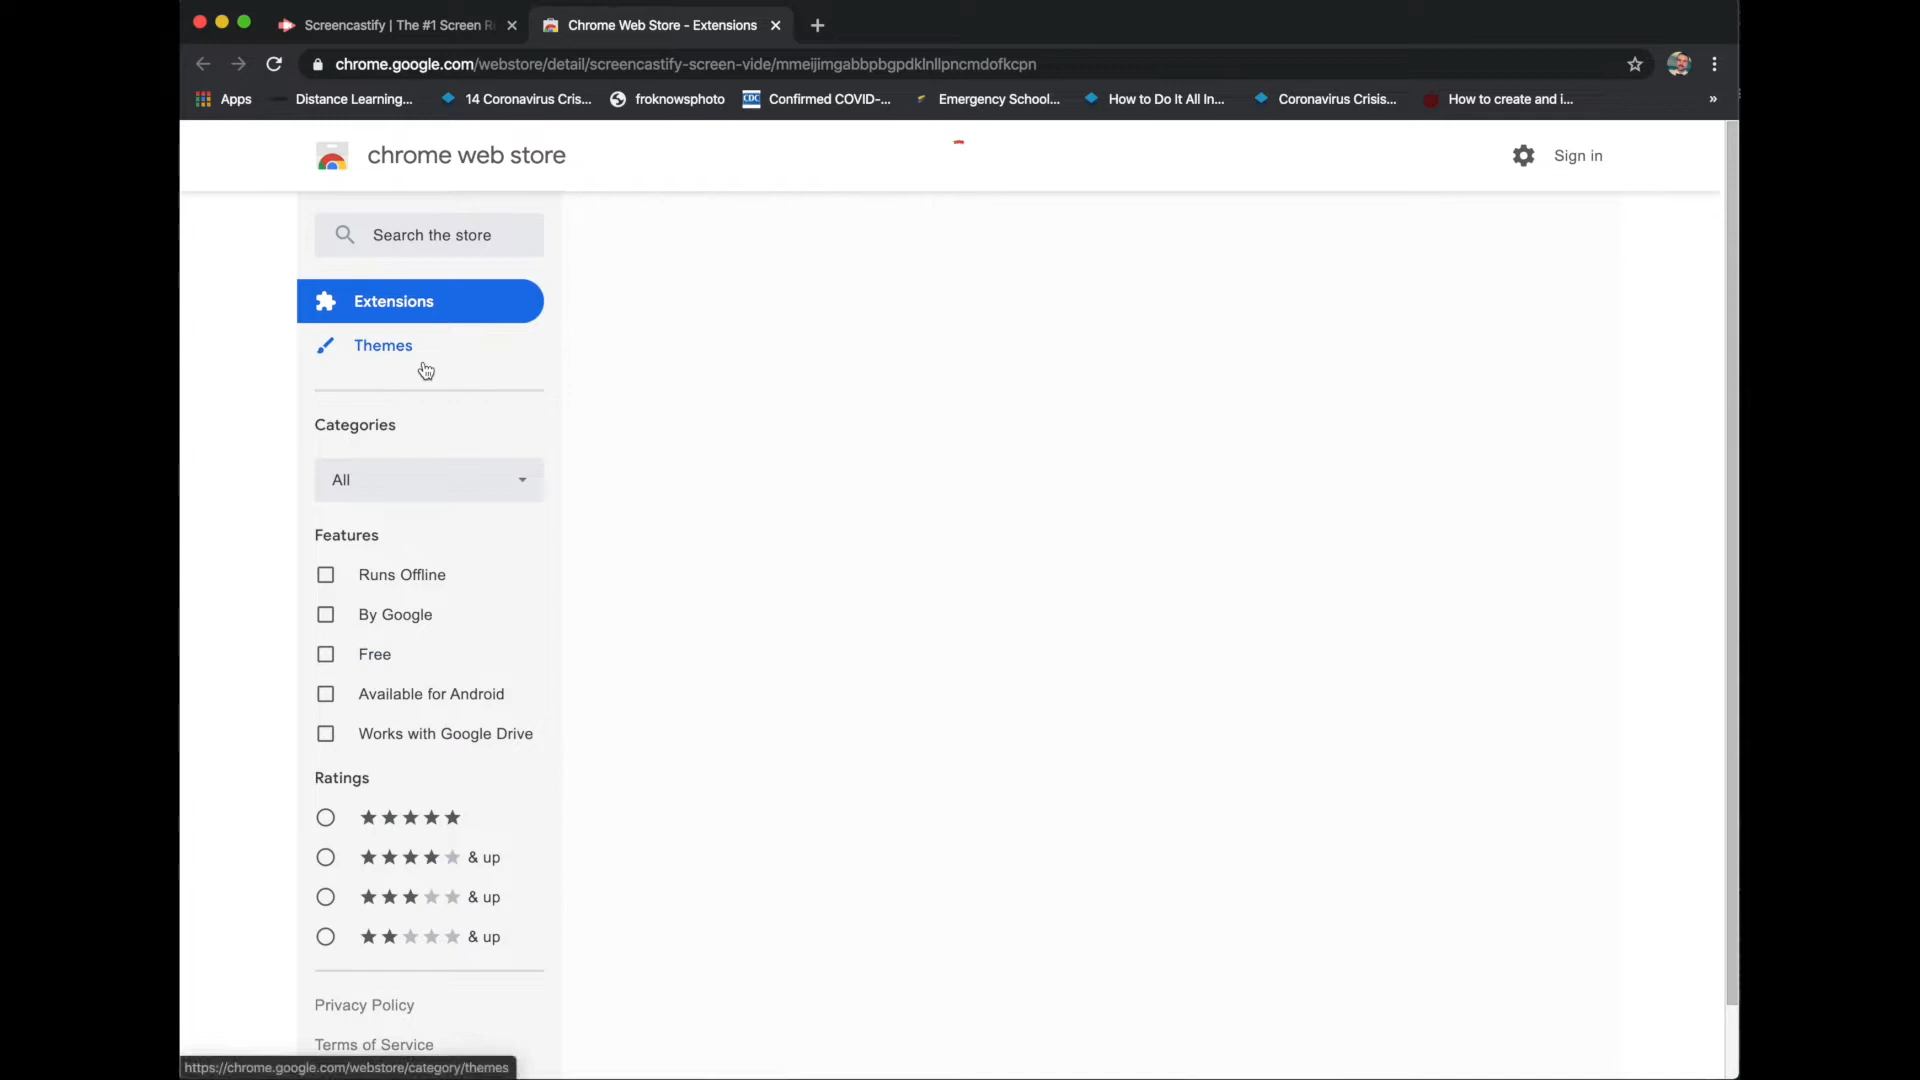 Screencastify | The #1 Screen R
Chrome Web Store - Extensions
chrome.google.com/webstore/detail/screencastify-screen-vide/mmeijimgabbpbgpdklnllpncmdofkcpn
Apps
Distance Learning...
14 Coronavirus Cris...
froknowsphoto
CDC
Confirmed COVID-...
Emergency School...
How to Do It All In...
Coronavirus Crisis...
How to create and i...
»
chrome web store
Sign in
Search the store
Extensions
Themes
Categories
All
Features
Runs Offline
By Google
Free
Available for Android
Works with Google Drive
Ratings
& up
& up
& up
Privacy Policy
Terms of Service
https://chrome.google.com/webstore/category/themes